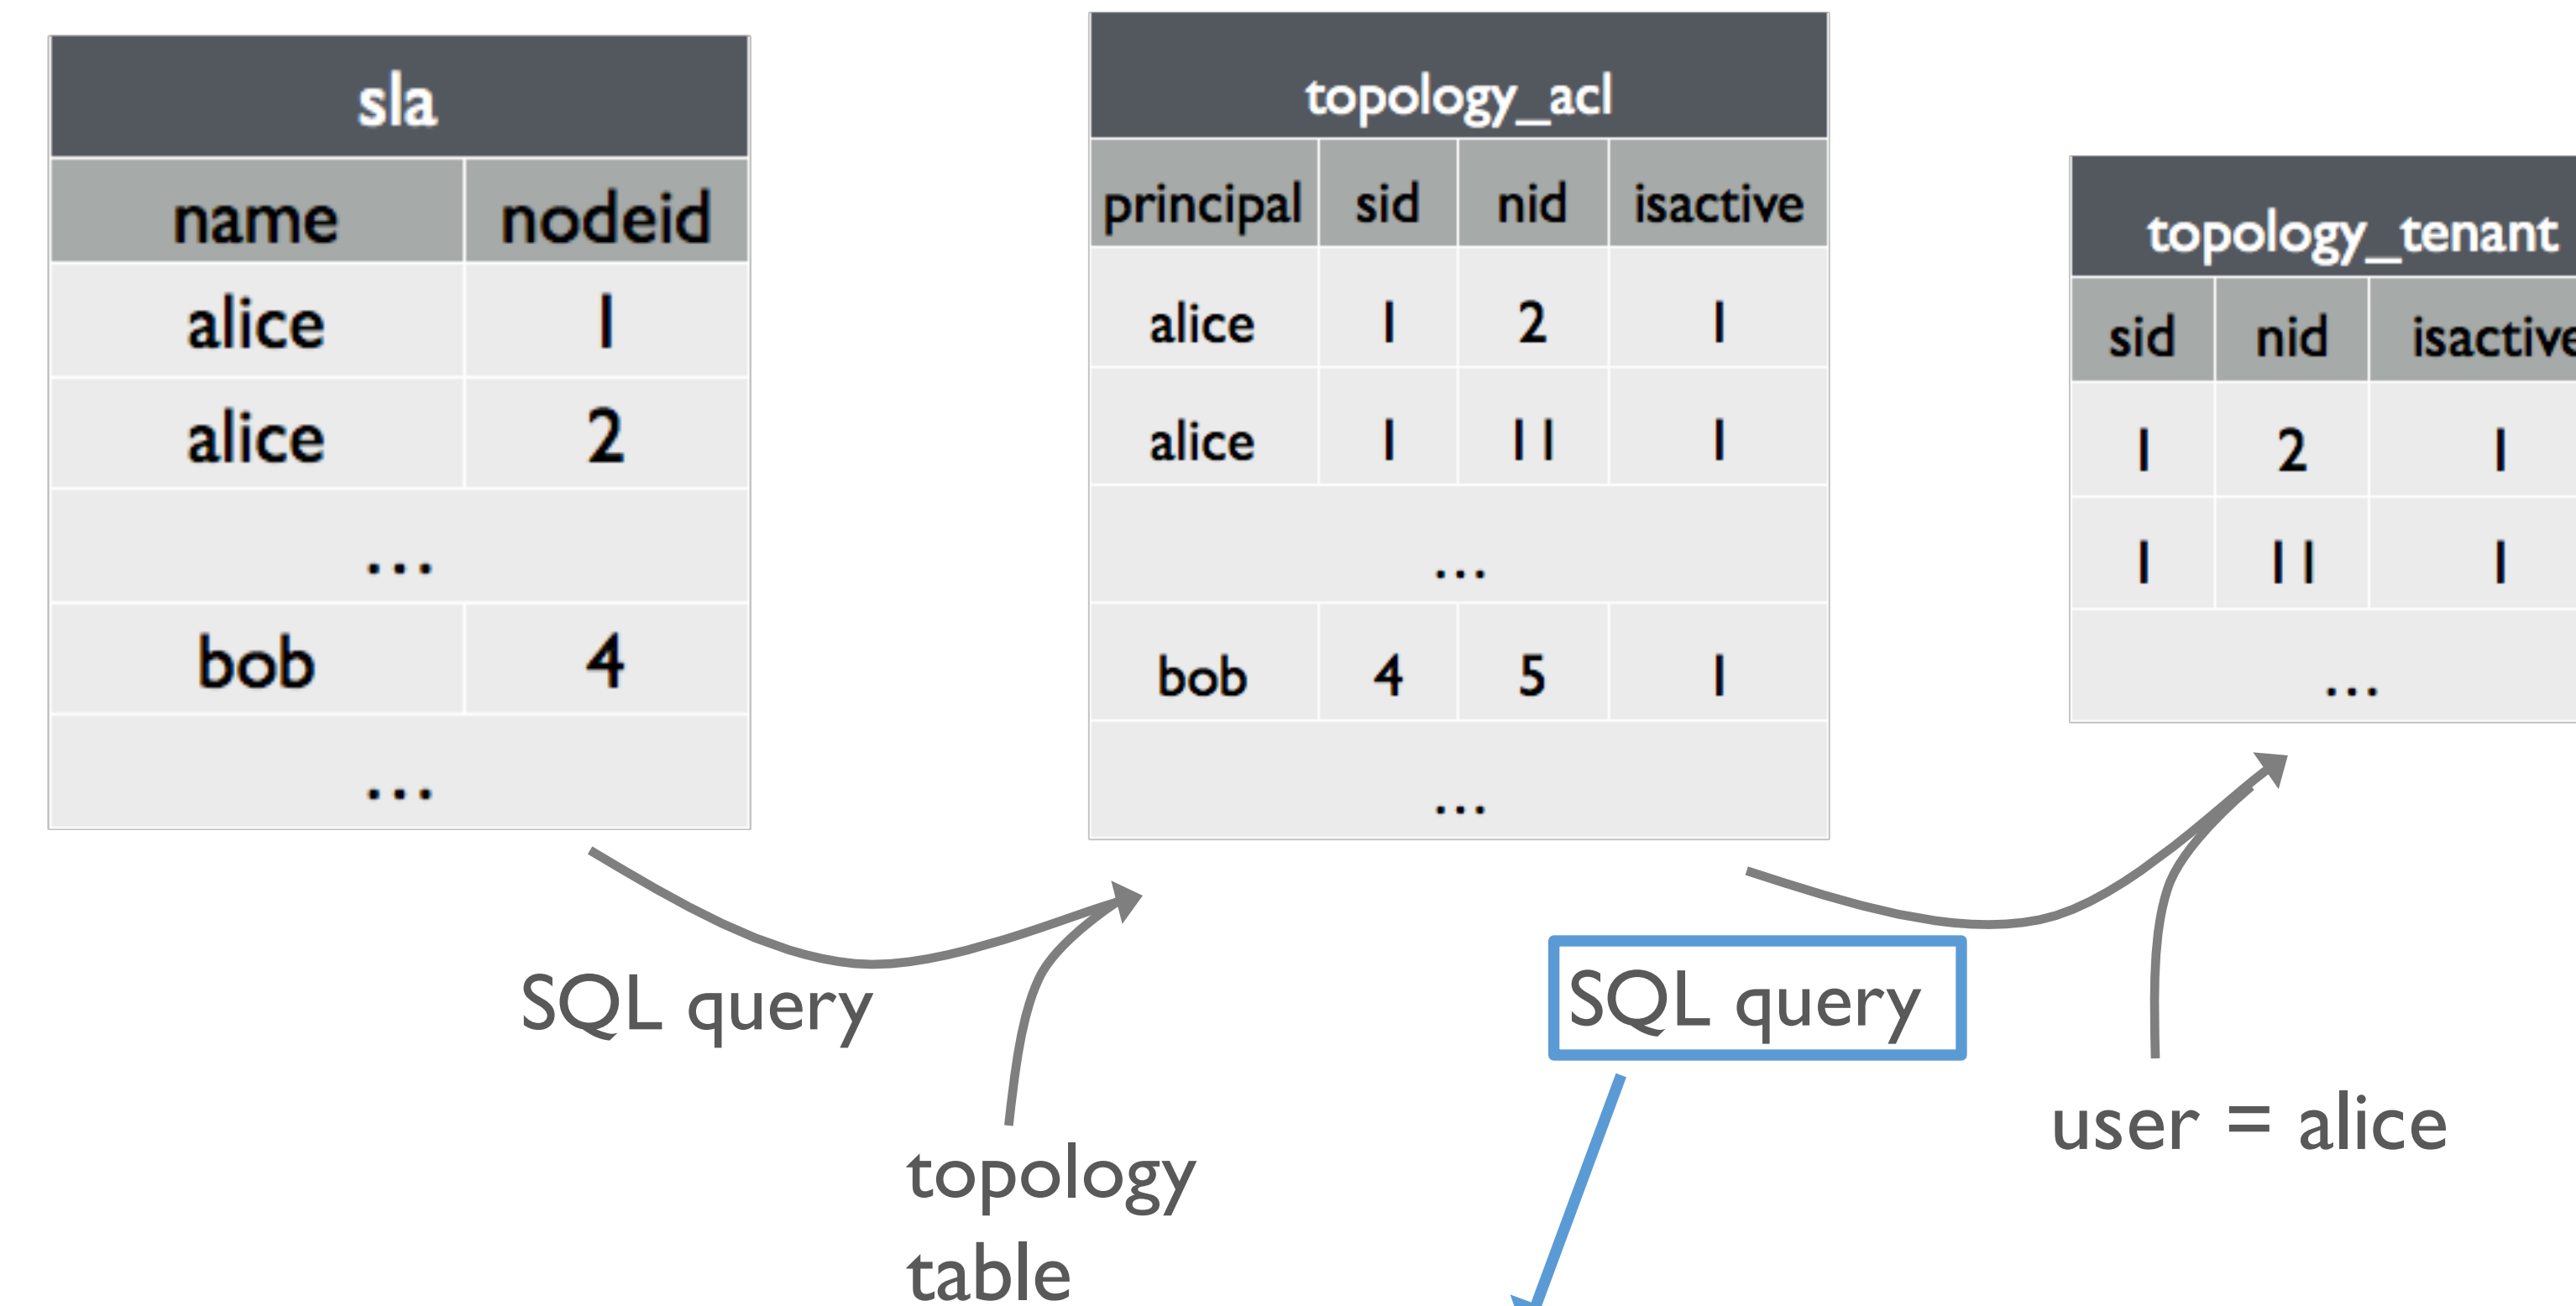 sla
name nodeid
alice 1
alice 2
...
bob 4
...
topology_acl
principal sid nid isactive
alice 1 2 1
alice 1 11 1
...
bob 4 5 1
...
topology_tenant
sid nid isactive
1 2 1
1 11 1
...
SQL query
topology
table
SQL query
user = alice